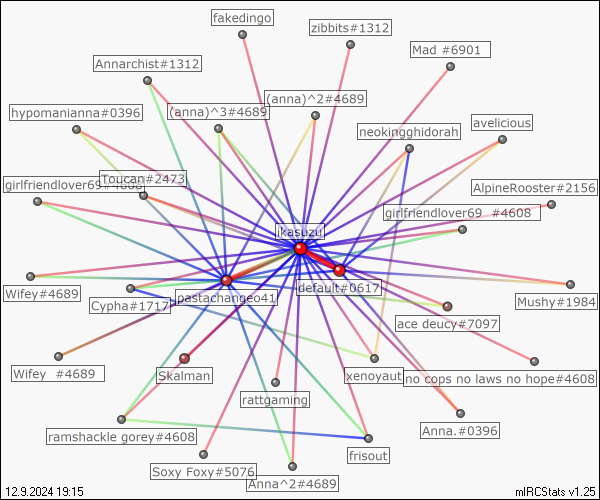 fakedingo
zibbits#1312
Mad #6901
Annarchist#1312
(anna)^2#4689
hypomanianna#0396
(anna)^3#4689
neokingghidorah
avelicious
Toucan#2473
girlfriendlover69#4608
AlpineRooster#2156
girlfriendlover69 #4608
ikasuzu
default#0617
Wifey#4689
Cypha#1717
pastachangeo41
Mushy#1984
ace deucy#7097
Wifey #4689
Skalman
xenoyaut
no cops no laws no hope#4608
rattgaming
ramshackle gorey#4608
Anna.#0396
frisout
Soxy Foxy#5076
Anna^2#4689
12.9.2024 19:15
mIRCStats v1.25